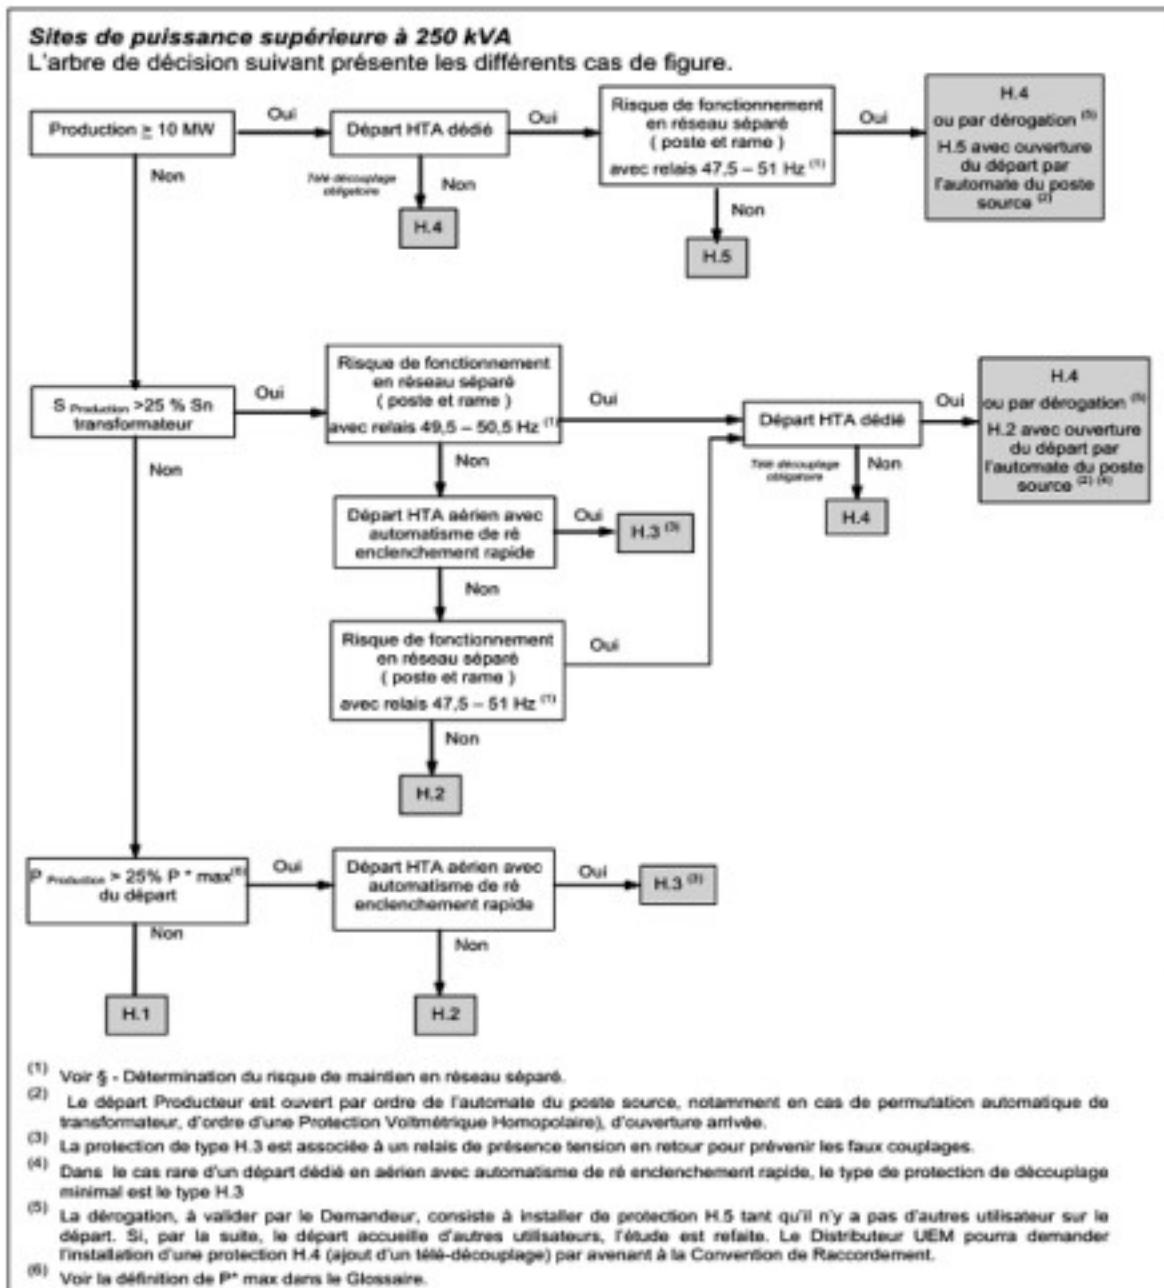 Sites de puissance supérieure à 250 kVA
L'arbre de décision suivant présente les différents cas de figure.
Production ≥ 10 MW
Oui
Non
Départ HTA dédié
Oui
Télé découplage
obligatoire
Non
H.4
Risque de fonctionnement
en réseau séparé
( poste et rame )
avec relais 47,5 – 51 Hz (1)
Oui
Non
H.5
H.4
ou par dérogation (5)
H.5 avec ouverture
du départ par
l'automate du poste
source (2)
S Production >25 % Sn
transformateur
Oui
Non
Risque de fonctionnement
en réseau séparé
( poste et rame )
avec relais 49,5 – 50,5 Hz (1)
Oui
Non
Départ HTA aérien avec
automatisme de ré
enclenchement rapide
Oui
H.3 (3)
Non
Risque de fonctionnement
en réseau séparé
( poste et rame )
avec relais 47,5 – 51 Hz (1)
Oui
Non
H.2
Départ HTA dédié
Oui
Télé découplage
obligatoire
Non
H.4
H.4
ou par dérogation (5)
H.2 avec ouverture
du départ par
l'automate du poste
source (2) (4)
P Production > 25% P * max(6)
du départ
Oui
Non
H.1
Départ HTA aérien avec
automatisme de ré
enclenchement rapide
Oui
H.3 (3)
Non
H.2
(1) Voir § - Détermination du risque de maintien en réseau séparé.
(2) Le départ Producteur est ouvert par ordre de l'automate du poste source, notamment en cas de permutation automatique de
transformateur, d'ordre d'une Protection Voltmétrique Homopolaire), d'ouverture arrivée.
(3) La protection de type H.3 est associée à un relais de présence tension en retour pour prévenir les faux couplages.
(4) Dans le cas rare d'un départ dédié en aérien avec automatisme de ré enclenchement rapide, le type de protection de découplage
minimal est le type H.3
(5) La dérogation, à valider par le Demandeur, consiste à installer de protection H.5 tant qu'il n'y a pas d'autres utilisateur sur le
départ. Si, par la suite, le départ accueille d'autres utilisateurs, l'étude est refaite. Le Distributeur UEM pourra demander
l'installation d'une protection H.4 (ajout d'un télé-découplage) par avenant à la Convention de Raccordement.
(6) Voir la définition de P* max dans le Glossaire.